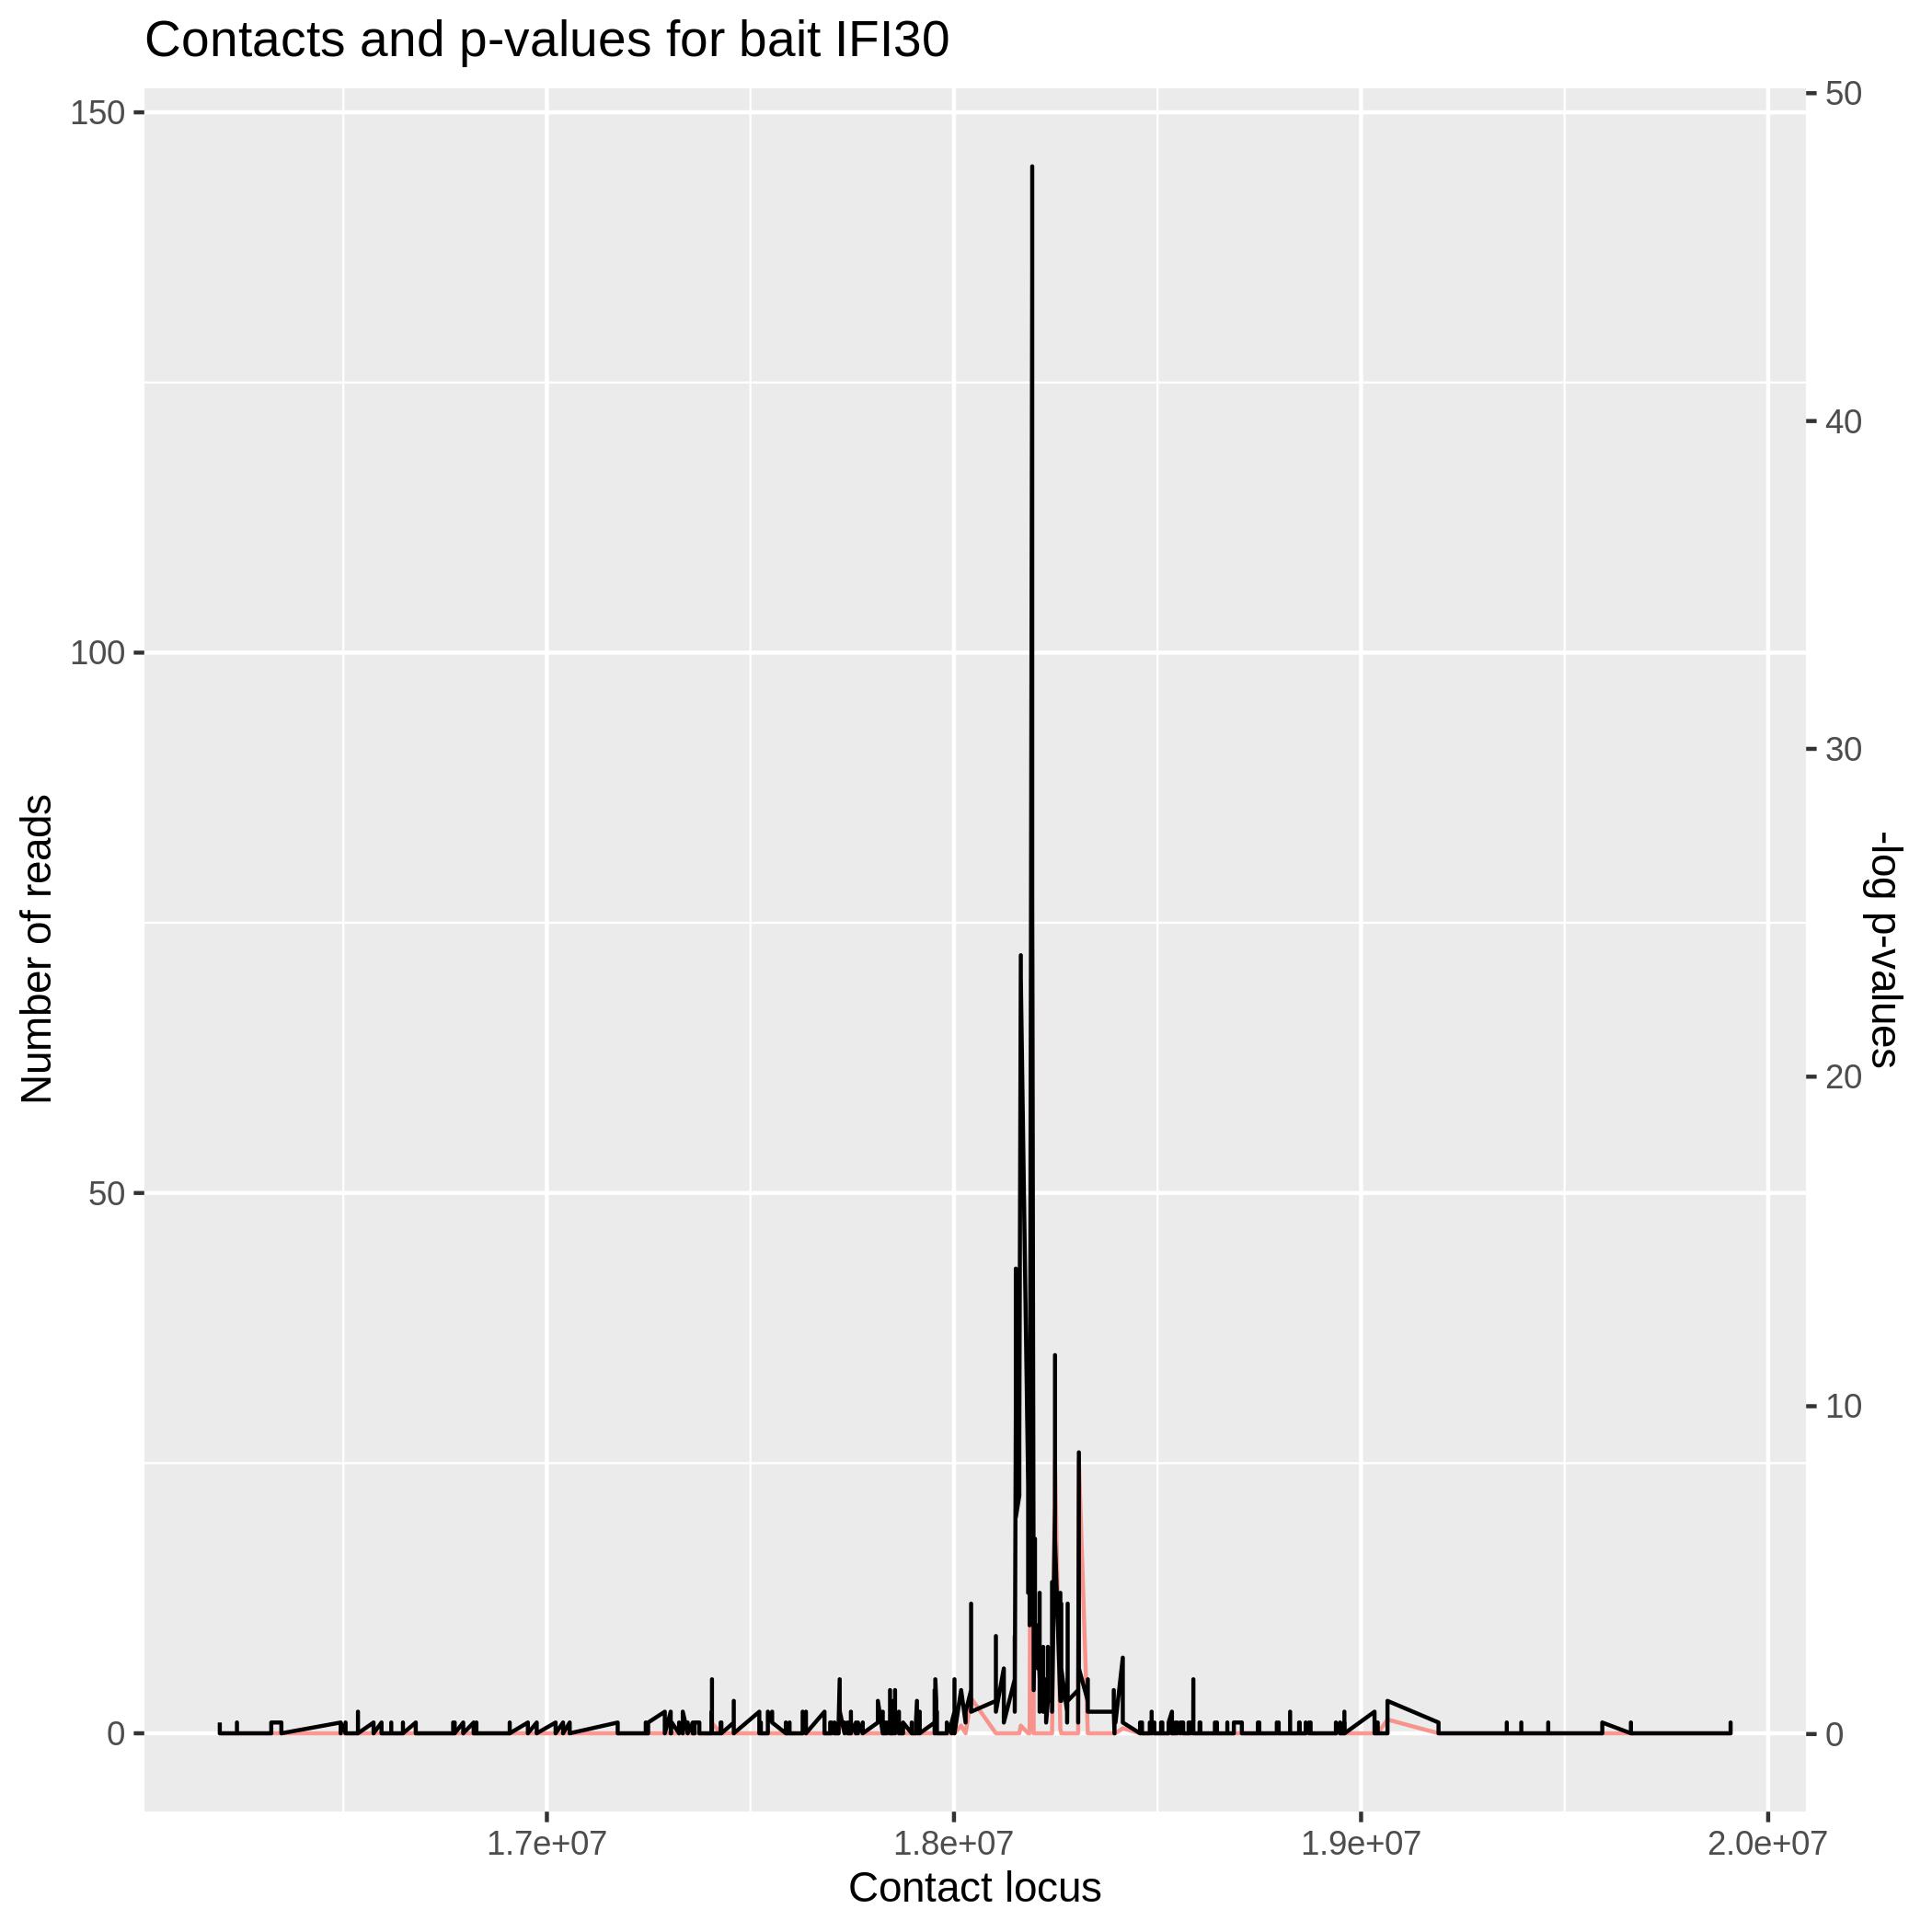 Contacts and p-values for bait IFI30
150
100
50
0
Number of reads
50
40
30
20
10
0
-log p-values
1.7e+07
1.8e+07
1.9e+07
2.0e+07
Contact locus